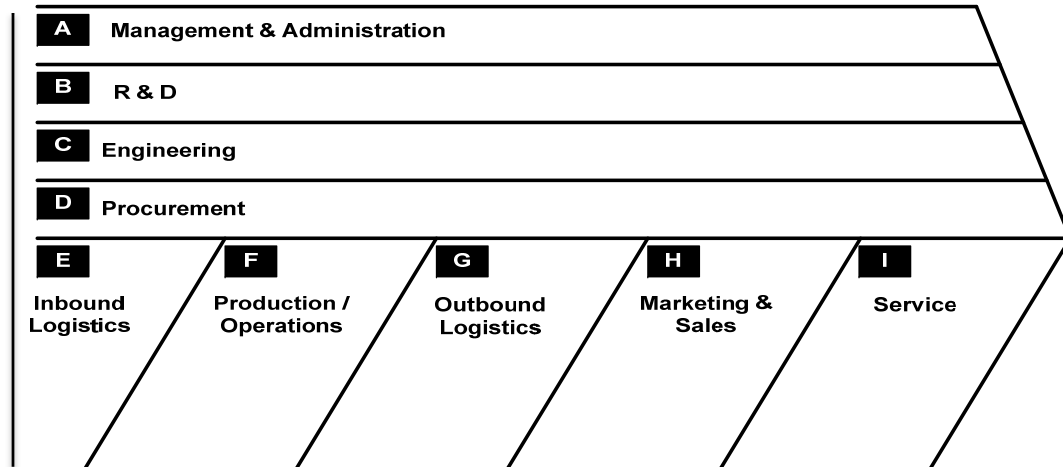 A Management & Administration
B R & D
C Engineering
D Procurement
E F G H I
Inbound Production / Outbound Marketing & Service
Logistics Operations Logistics Sales